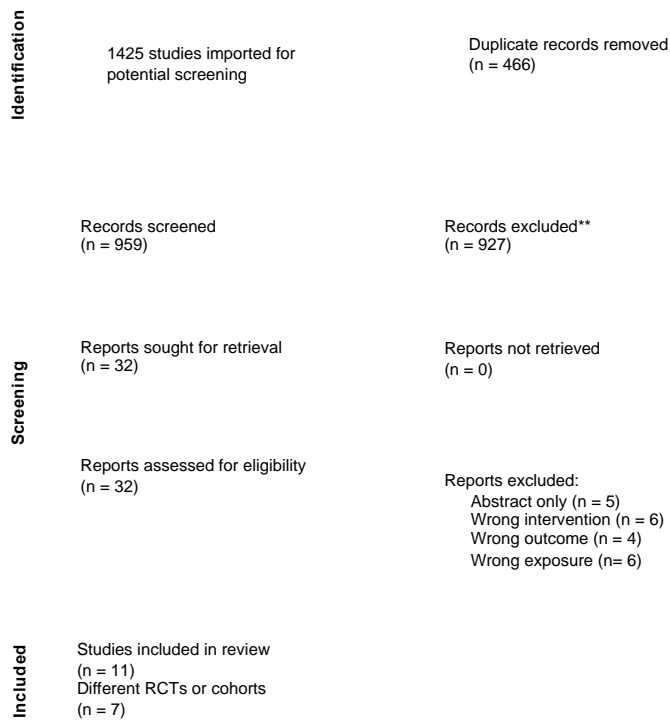 Identification
1425 studies imported for
potential screening
Duplicate records removed
(n = 466)
Screening
Records screened
(n = 959)
Records excluded**
(n = 927)
Reports sought for retrieval
(n = 32)
Reports not retrieved
(n = 0)
Reports assessed for eligibility
(n = 32)
Reports excluded:
Abstract only (n = 5)
Wrong intervention (n = 6)
Wrong outcome (n = 4)
Wrong exposure (n= 6)
Included
Studies included in review
(n = 11)
Different RCTs or cohorts
(n = 7)